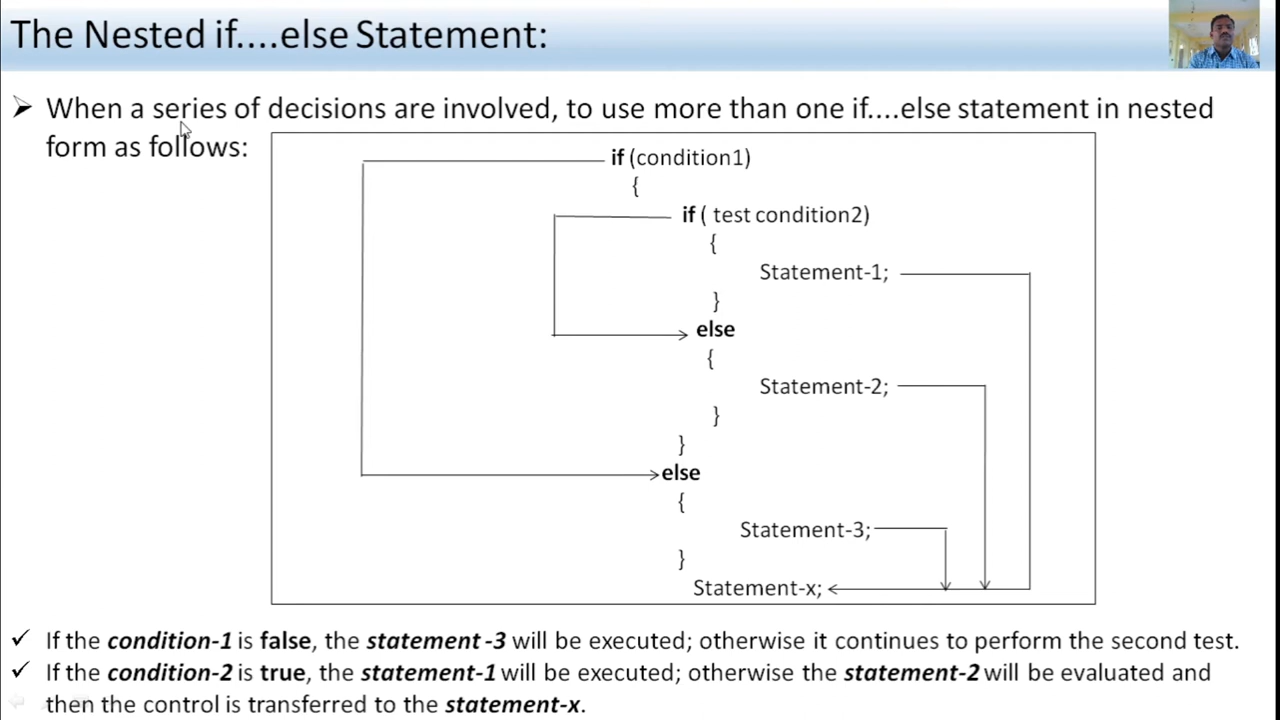 The Nested if....else Statement:
When a series of decisions are involved, to use more than one if....else statement in nested
form as follows:
if (condition1)
{
if ( test condition2)
{
Statement-1;
}
else
{
Statement-2;
}
}
else
{
Statement-3;
}
Statement-x;
If the condition-1 is false, the statement -3 will be executed; otherwise it continues to perform the second test.
If the condition-2 is true, the statement-1 will be executed; otherwise the statement-2 will be evaluated and
then the control is transferred to the statement-x.